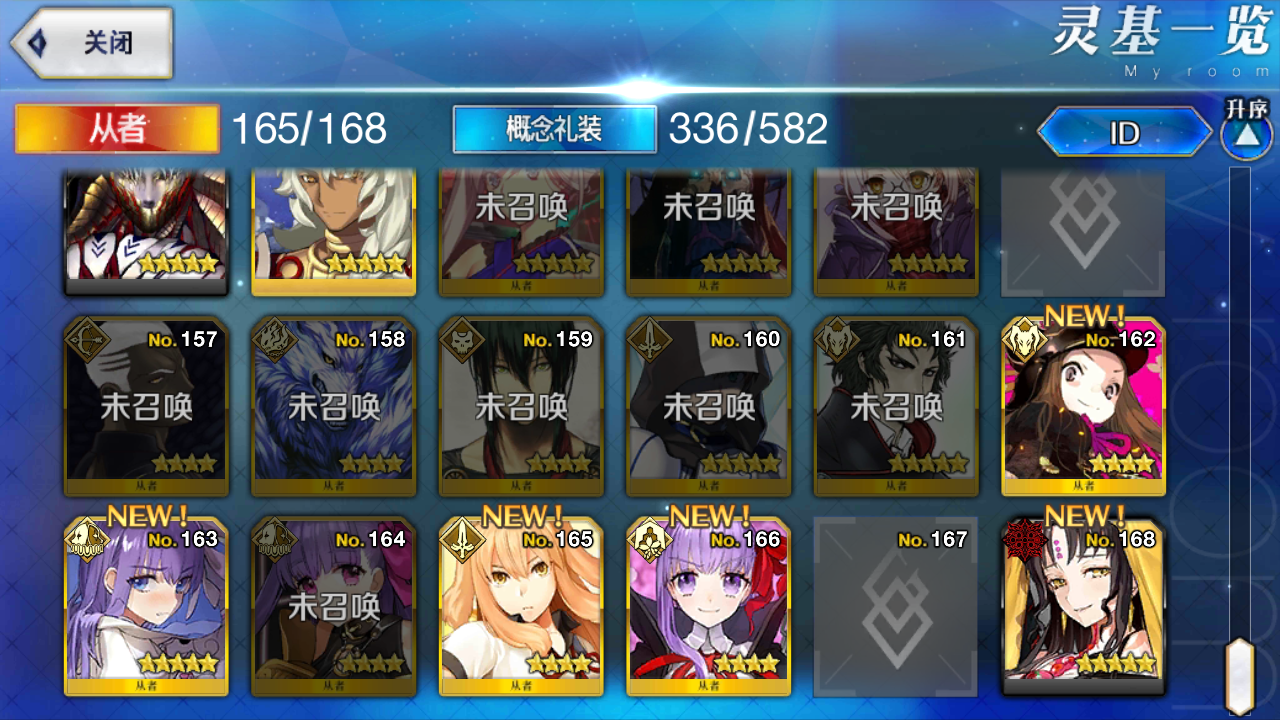 关闭
灵基一览
My room
从者
165/168
概念礼装
336/582
ID
升序
未召唤
未召唤
未召唤
从者
从者
从者
No.157
No.158
No.159
No.160
No.161
NEW!
No.162
未召唤
未召唤
未召唤
未召唤
未召唤
从者
从者
从者
从者
从者
从者
NEW!
No.163
No.164
NEW!
No.165
NEW!
No.166
No.167
NEW!
No.168
未召唤
从者
从者
从者
从者